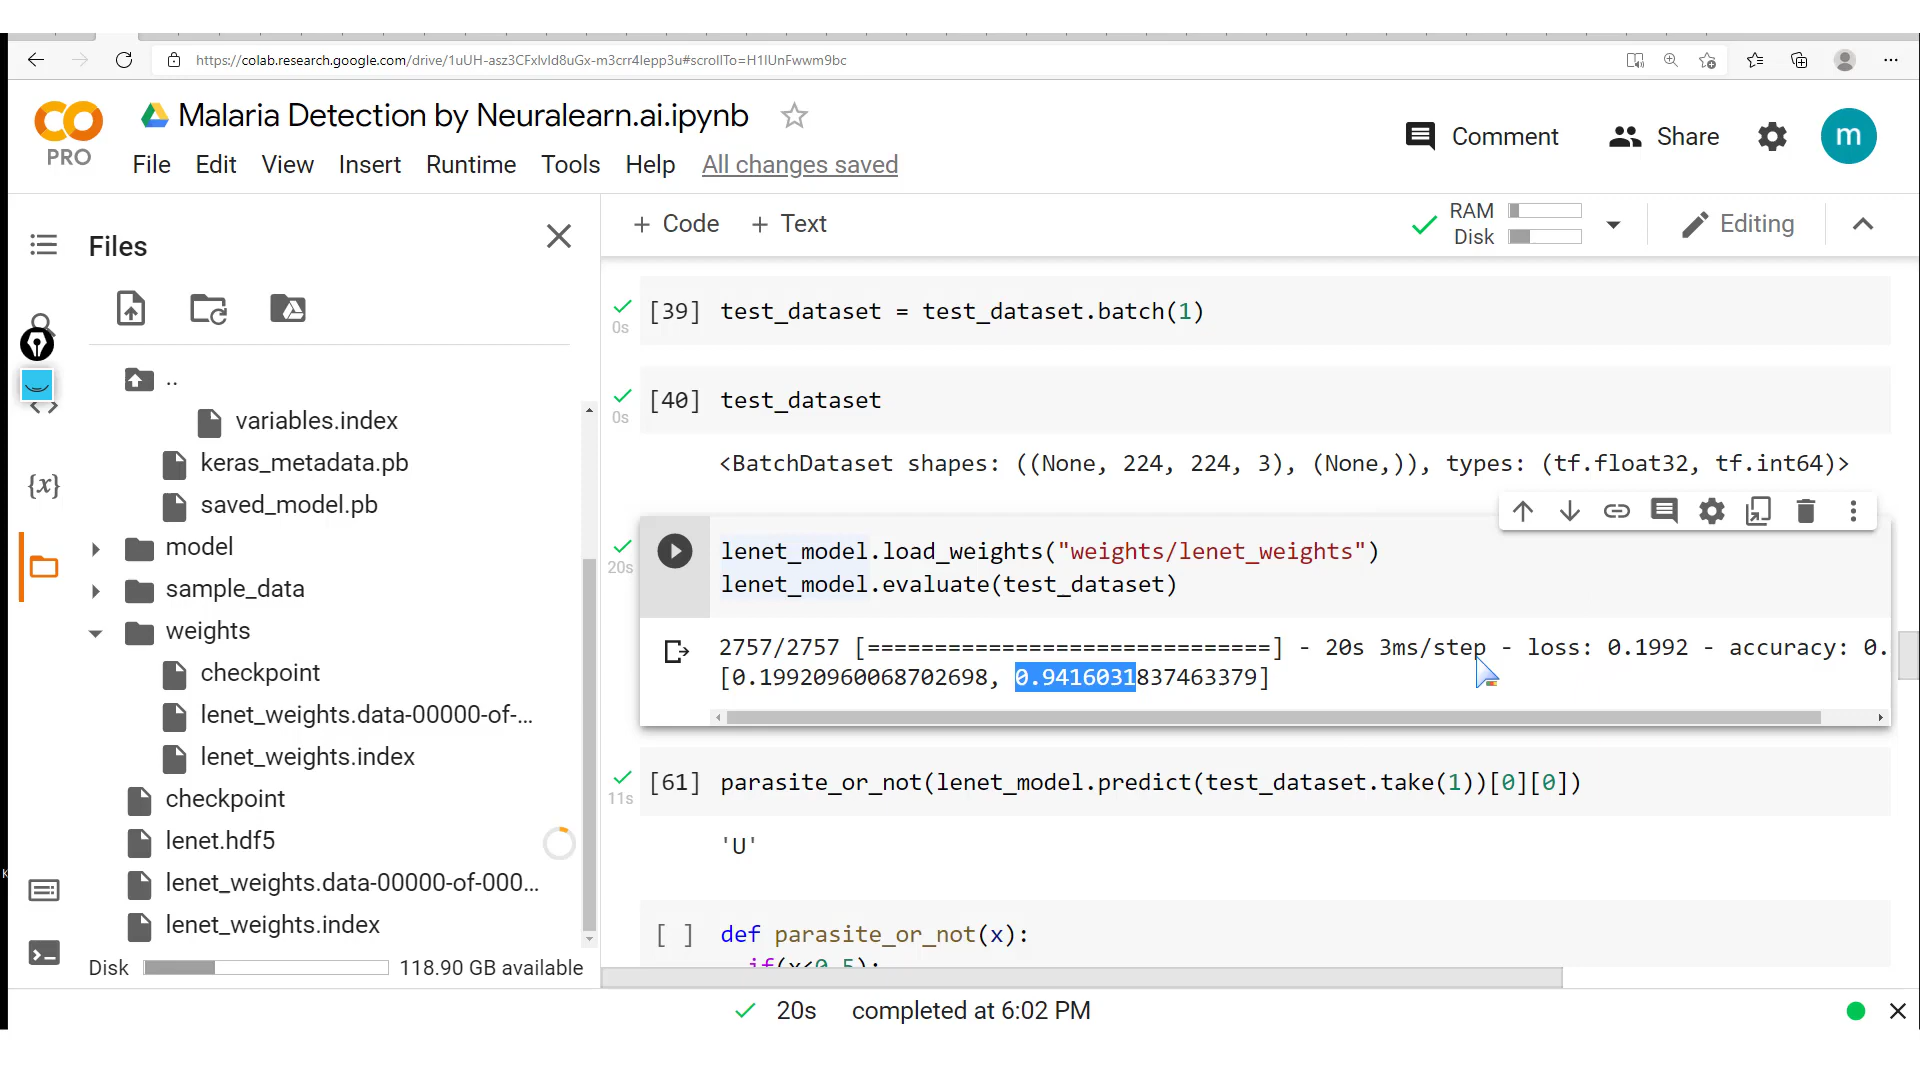 https://colab.research.google.com/drive/1uUH-asz3CFxlvld8uGx-m3crr4lepp3u#scrollTo=H1lUnFwwm9bc
CO
PRO
Malaria Detection by Neuralearn.ai.ipynb
Comment
Share
m
File Edit View Insert Runtime Tools Help All changes saved
Files
+ Code + Text
RAM
Disk
Editing
..
variables.index
keras_metadata.pb
saved_model.pb
model
sample_data
weights
checkpoint
lenet_weights.data-00000-of-...
lenet_weights.index
checkpoint
lenet.hdf5
lenet_weights.data-00000-of-000...
lenet_weights.index
Disk 118.90 GB available
{x}
0s [39] test_dataset = test_dataset.batch(1)
0s [40] test_dataset
<BatchDataset shapes: ((None, 224, 224, 3), (None,)), types: (tf.float32, tf.int64)>
20s
lenet_model.load_weights("weights/lenet_weights")
lenet_model.evaluate(test_dataset)
2757/2757 [==============================] - 20s 3ms/step - loss: 0.1992 - accuracy: 0.
[0.19920960068702698, 0.9416031837463379]
11s [61] parasite_or_not(lenet_model.predict(test_dataset.take(1))[0][0])
'U'
[ ] def parasite_or_not(x):
if(x<0.5):
20s completed at 6:02 PM